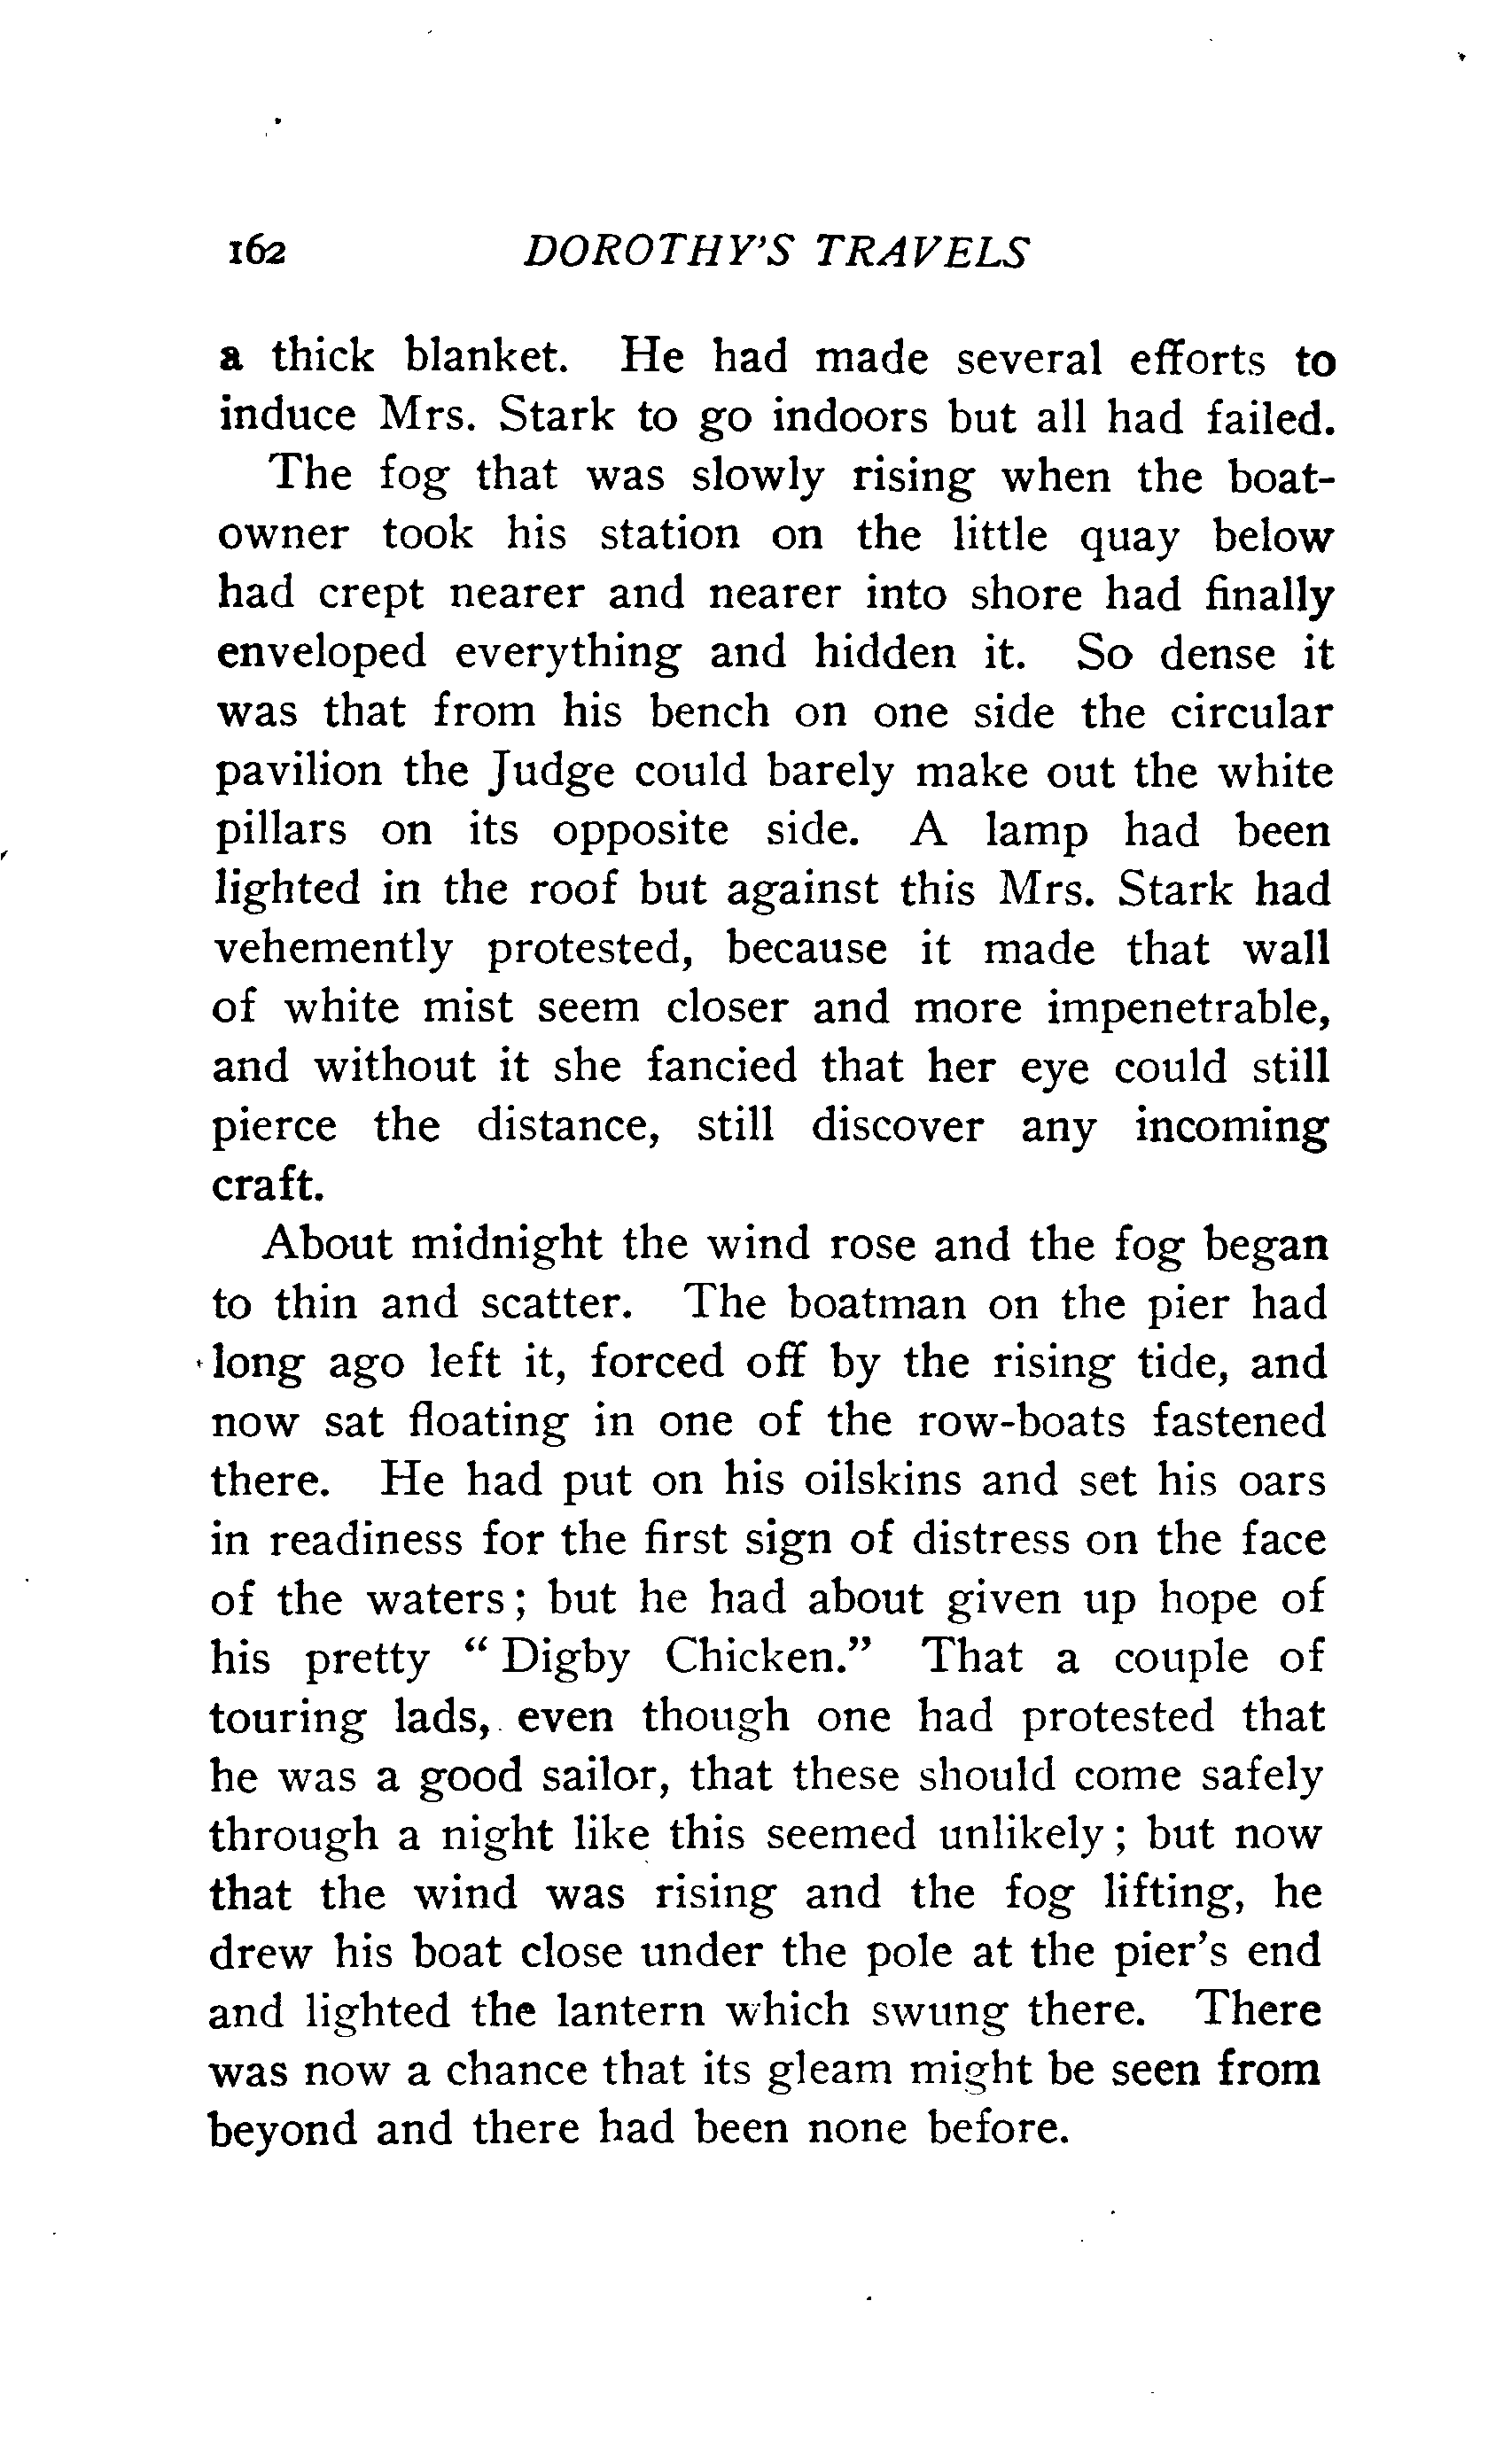 162 DOROTHY'S TRAVELS
a thick blanket. He had made several efforts to
induce Mrs. Stark to go indoors but all had failed.
The fog that was slowly rising when the boat-
owner took his station on the little quay below
had crept nearer and nearer into shore had finally
enveloped everything and hidden it. So dense it
was that from his bench on one side the circular
pavilion the Judge could barely make out the white
pillars on its opposite side. A lamp had been
lighted in the roof but against this Mrs. Stark had
vehemently protested, because it made that wall
of white mist seem closer and more impenetrable,
and without it she fancied that her eye could still
pierce the distance, still discover any incoming
craft.
About midnight the wind rose and the fog began
to thin and scatter. The boatman on the pier had
long ago left it, forced off by the rising tide, and
now sat floating in one of the row-boats fastened
there. He had put on his oilskins and set his oars
in readiness for the first sign of distress on the face
of the waters; but he had about given up hope of
his pretty "Digby Chicken." That a couple of
touring lads, even though one had protested that
he was a good sailor, that these should come safely
through a night like this seemed unlikely; but now
that the wind was rising and the fog lifting, he
drew his boat close under the pole at the pier's end
and lighted the lantern which swung there. There
was now a chance that its gleam might be seen from
beyond and there had been none before.